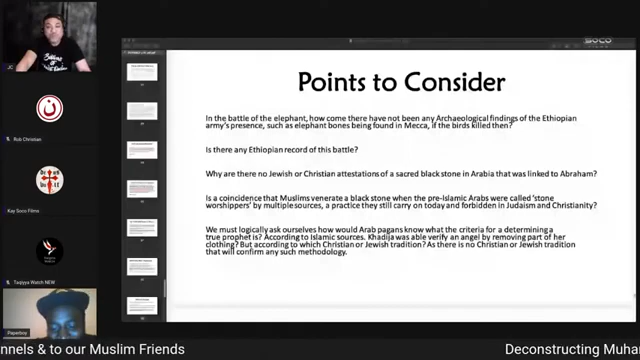 SOCO
Points to Consider
In the battle of the elephant, how come there have not been any Archaeological findings of the Ethiopian
army's presence, such as elephant bones being found in Mecca, if the birds killed then?
Is there any Ethiopian record of this battle?
Why are there no Jewish or Christian attestations of a sacred black stone in Arabia that was linked to Abraham?
Is a coincidence that Muslims venerate a black stone when the pre-Islamic Arabs were called 'stone
worshippers' by multiple sources, a practice they still carry on today and forbidden in Judaism and Christianity?
We must logically ask ourselves how would Arab pagans know what the criteria for a determining a
true prophet is? According to Islamic sources. Khadija was able verify an angel by removing part of her
clothing? But according to which Christian or Jewish tradition? As there is no Christian or Jewish tradition
that will confirm any such methodology.
JC
Rob Christian
Kay Soco Films
Taqiyya Watch NEW
Paperboy
nnels & to our Muslim Friends
Deconstructing Muha